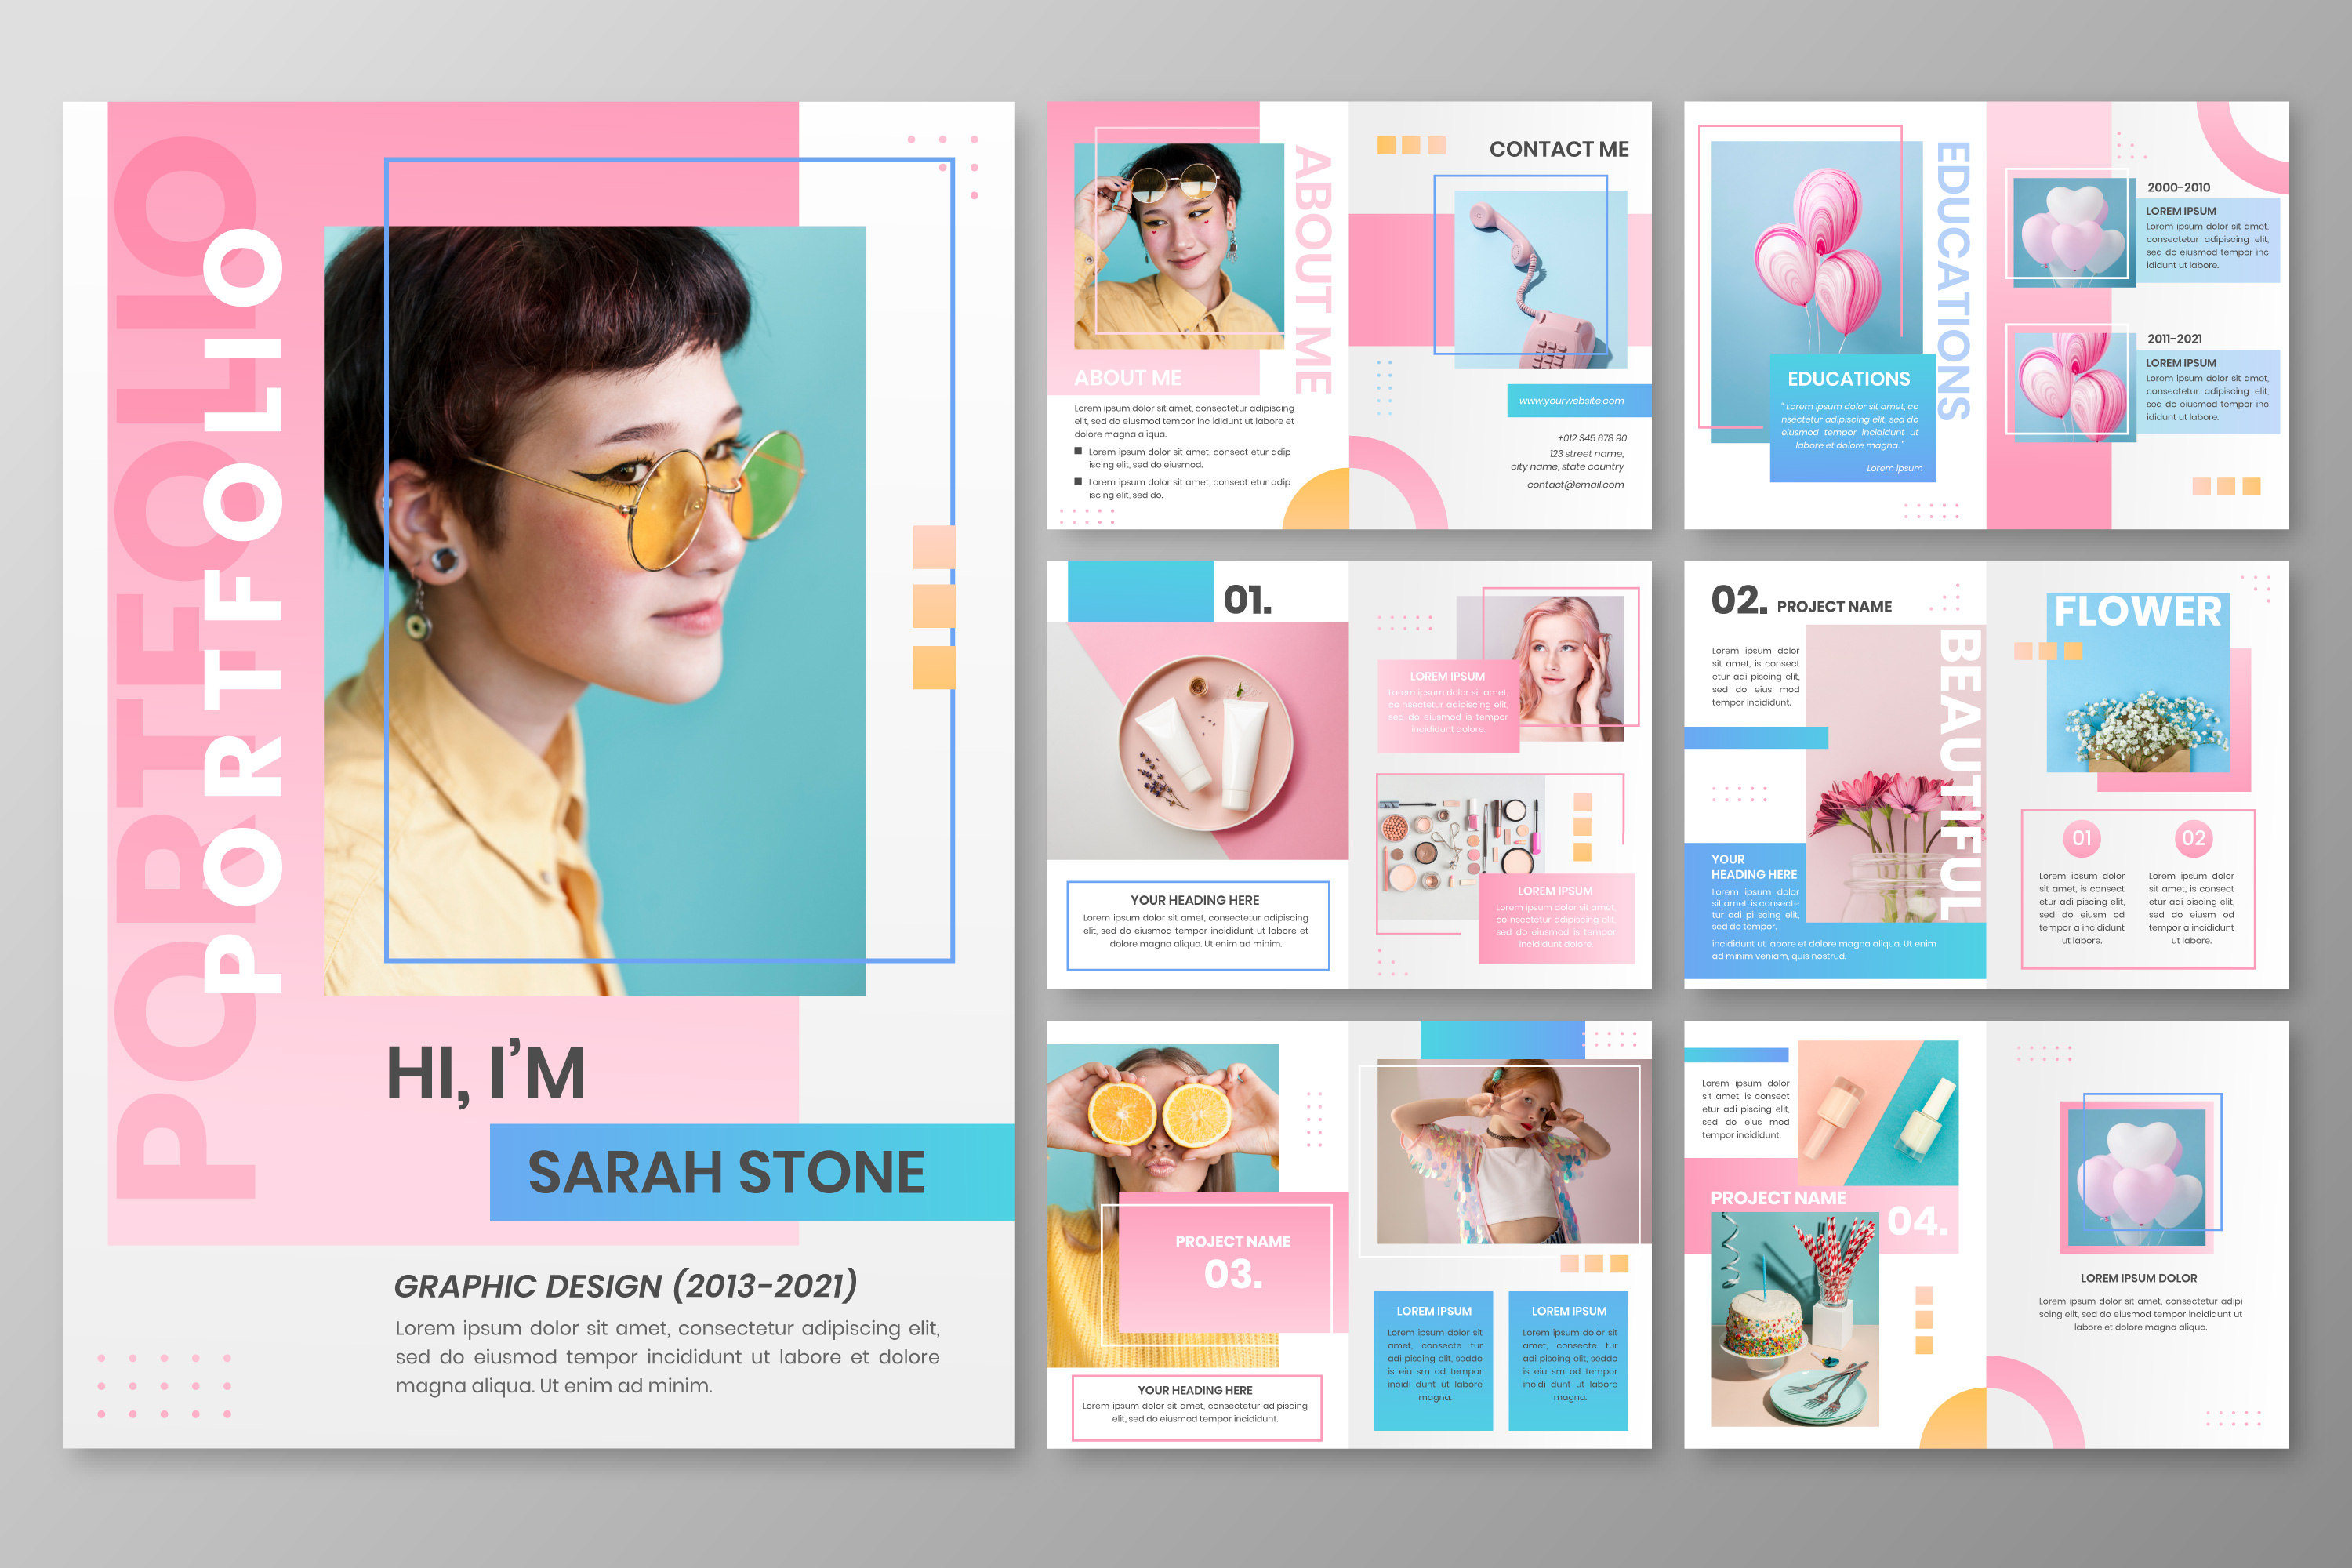 PORTFOLIO
PORTFOLIO
HI, I'M
SARAH STONE
GRAPHIC DESIGN (2013-2021)
Lorem ipsum dolor sit amet, consectetur adipiscing elit,
sed do eiusmod tempor incididunt ut labore et dolore
magna aliqua. Ut enim ad minim.
ABOUT ME
ABOUT ME
Lorem ipsum dolor sit amet, consectetur adipiscing
elit, sed do eiusmod tempor inc ididunt ut labore et
dolore magna aliqua.
Lorem ipsum dolor sit amet, consect etur adip
iscing elit, sed do eiusmod.
Lorem ipsum dolor sit amet, consect etur adip
iscing elit, sed do.
CONTACT ME
www.yourwebsite.com
+012 345 678 90
123 street name,
city name, state country
contact@email.com
EDUCATIONS
EDUCATIONS
" Lorem ipsum dolor sit amet, co
nsectetur adipiscing elit, sed do
eiusmod tempor incididunt ut
labore et dolore magna."
Lorem ipsum
2000-2010
LOREM IPSUM
Lorem ipsum dolor sit amet,
consectetur adipiscing elit,
sed do eiusmod tempor inc
ididunt ut labore.
2011-2021
LOREM IPSUM
Lorem ipsum dolor sit amet,
consectetur adipiscing elit,
sed do eiusmod tempor inc
ididunt ut labore.
01.
YOUR HEADING HERE
Lorem ipsum dolor sit amet, consectetur adipiscing
elit, sed do eiusmod tempor incididunt ut labore et
dolore magna aliqua. Ut enim ad minim.
LOREM IPSUM
Lorem ipsum dolor sit amet,
co nsectetur adipiscing elit,
sed do eiusmod is tempor
incididunt dolore.
LOREM IPSUM
Lorem ipsum dolor sit amet,
co nsectetur adipiscing elit,
sed do eiusmod is tempor
incididunt dolore.
02. PROJECT NAME
Lorem ipsum dolor
sit amet, is consect
etur adi piscing elit,
sed do eius mod
tempor incididunt.
BEAUTIFUL
YOUR
HEADING HERE
Lorem ipsum dolor
sit amet, is consecte
tur adi pi scing elit,
sed do tempor.
incididunt ut labore et dolore magna aliqua. Ut enim
ad minim veniam, quis nostrud.
FLOWER
01
Lorem ipsum dolor
sit amet, is consect
etur adi piscing elit,
sed do eiusm od
tempor a incididunt
ut labore.
02
Lorem ipsum dolor
sit amet, is consect
etur adi piscing elit,
sed do eiusm od
tempor a incididunt
ut labore.
PROJECT NAME
03.
YOUR HEADING HERE
Lorem ipsum dolor sit amet, consectetur adipiscing
elit, sed do eiusmod tempor incididunt.
LOREM IPSUM
Lorem ipsum dolor sit
amet, consecte tur
adi piscing elit, seddo
is eiu sm od tempor
incidi dunt ut labore
magna.
LOREM IPSUM
Lorem ipsum dolor sit
amet, consecte tur
adi piscing elit, seddo
is eiu sm od tempor
incidi dunt ut labore
magna.
Lorem ipsum dolor
sit amet, is consect
etur adi piscing elit,
sed do eius mod
tempor incididunt.
PROJECT NAME
04.
LOREM IPSUM DOLOR
Lorem ipsum dolor sit amet, consectetur adipi
scing elit, sed do eiusmod tempor incididunt ut
labore et dolore magna aliqua.